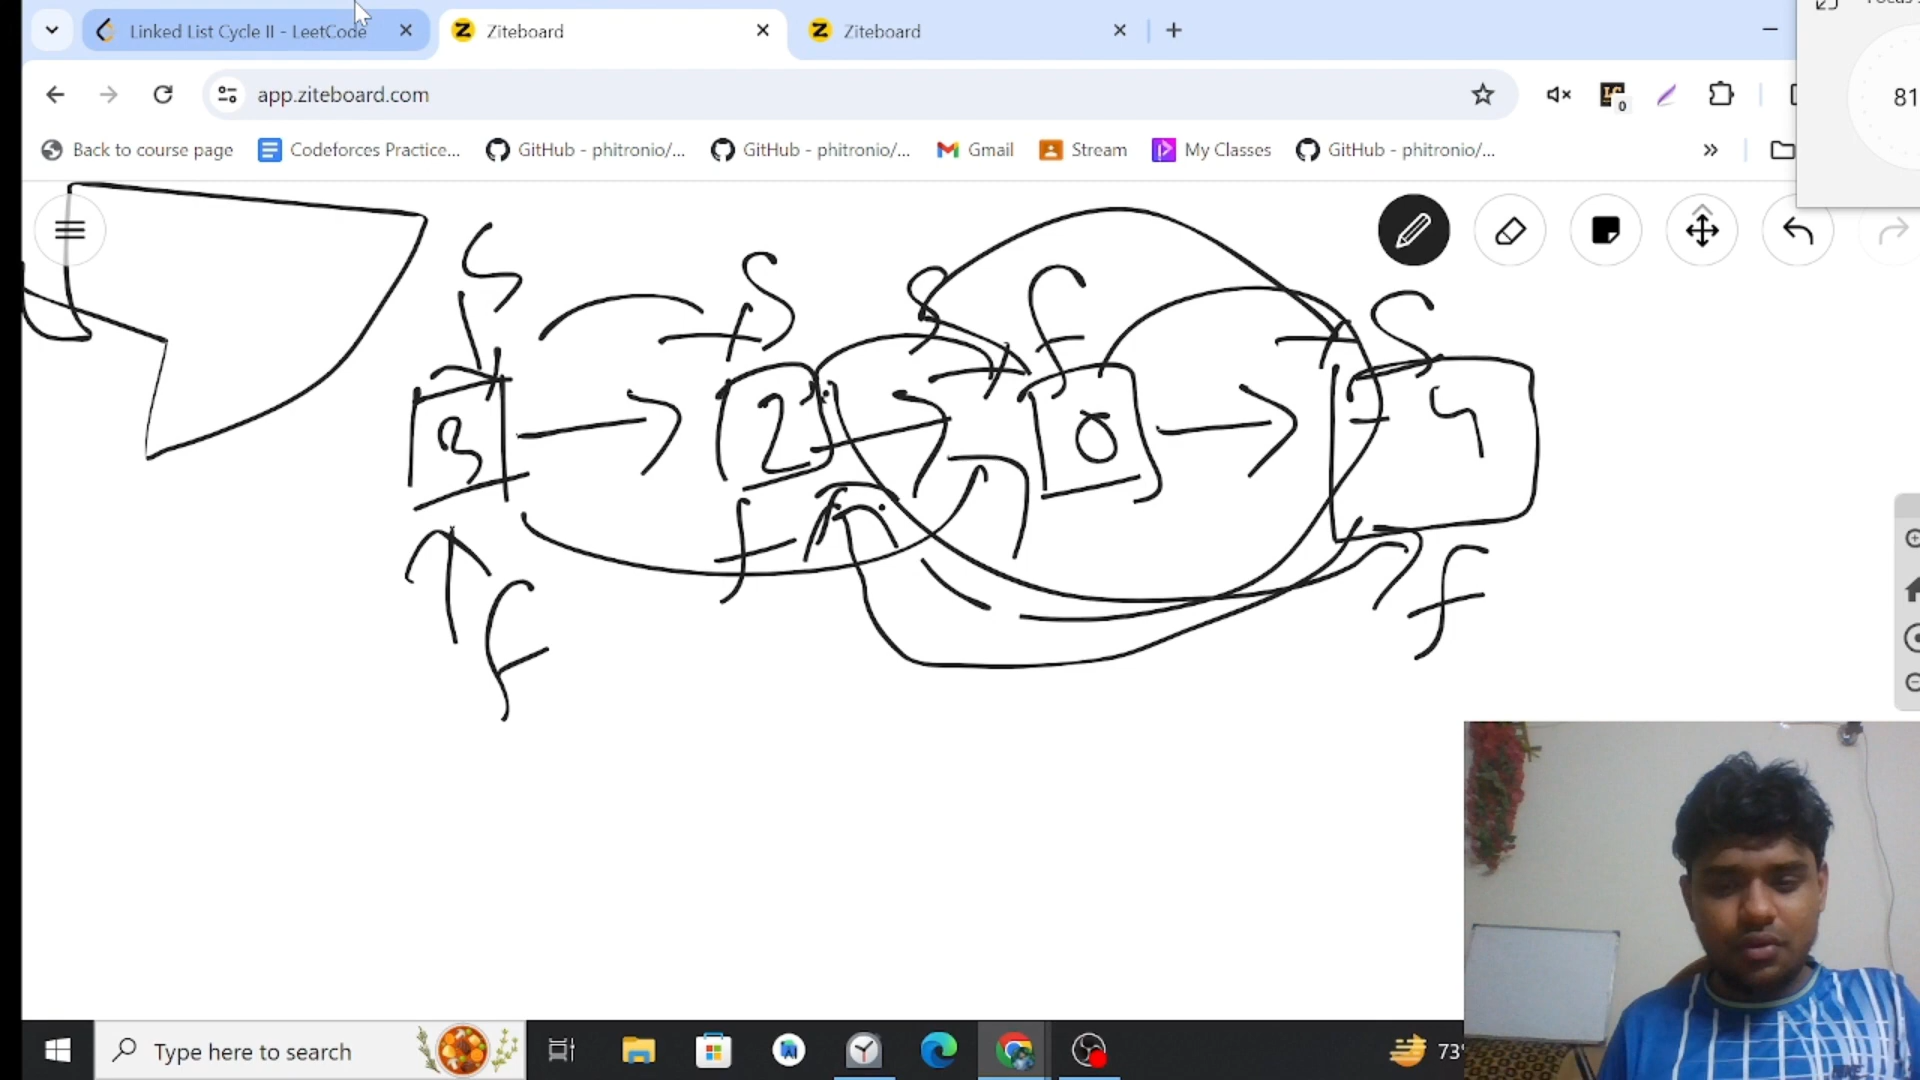 Linked List Cycle II - LeetCode
Ziteboard
Ziteboard
app.ziteboard.com
0
81
Back to course page
Codeforces Practice...
GitHub - phitronio/...
GitHub - phitronio/...
Gmail
Stream
My Classes
GitHub - phitronio/...
»
S
S
S
f
S
3
2
0
4
f
f
f
Type here to search
73°